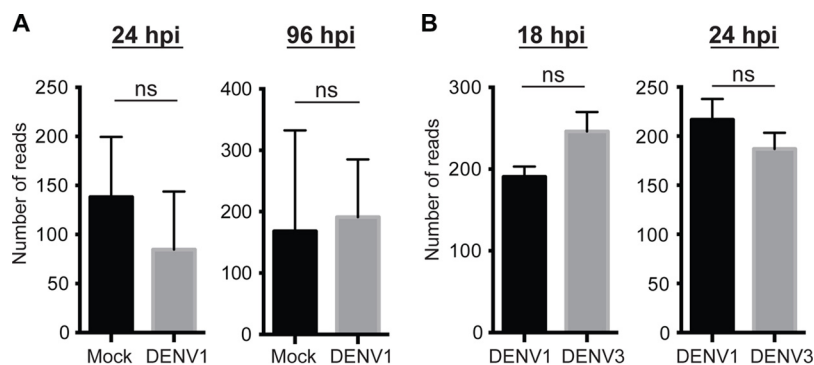 A
24 hpi
96 hpi
B
18 hpi
24 hpi
Number of reads
250
200
150
100
50
0
ns
Mock DENV1
400
300
200
100
0
ns
Mock DENV1
Number of reads
300
200
100
0
ns
DENV1 DENV3
250
200
150
100
50
0
ns
DENV1 DENV3